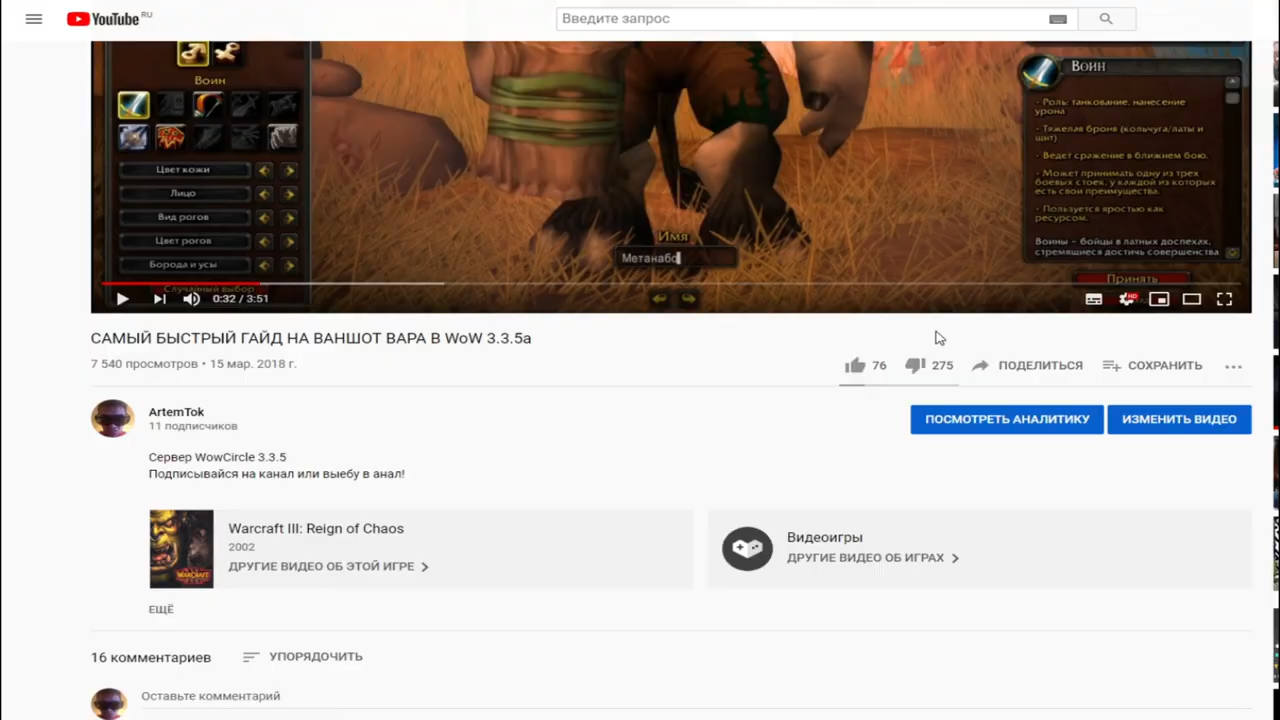 YouTube RU
Введите запрос
Воин
Цвет кожи
Лицо
Вид рогов
Цвет рогов
Борода и усы
Случайный выбор
Имя
Метанабо
Воин
- Роль: танкование, нанесение
урона
- Тяжелая броня (кольчуга/латы и
щит)
- Ведет сражение в ближнем бою.
- Может принимать одну из трех
боевых стоек, у каждой из которых
есть свои преимущества.
- Пользуется яростью как
ресурсом.
Воины - бойцы в латных доспехах,
стремящиеся достичь совершенства
Принять
0:32 / 3:51
HD
САМЫЙ БЫСТРЫЙ ГАЙД НА ВАНШОТ ВАРА В WoW 3.3.5a
7 540 просмотров • 15 мар. 2018 г.
76
275
ПОДЕЛИТЬСЯ
СОХРАНИТЬ
ArtemTok
11 подписчиков
ПОСМОТРЕТЬ АНАЛИТИКУ
ИЗМЕНИТЬ ВИДЕО
Сервер WowCircle 3.3.5
Подписывайся на канал или выебу в анал!
WARCRAFT
Warcraft III: Reign of Chaos
2002
ДРУГИЕ ВИДЕО ОБ ЭТОЙ ИГРЕ
Видеоигры
ДРУГИЕ ВИДЕО ОБ ИГРАХ
ЕЩЁ
16 комментариев
УПОРЯДОЧИТЬ
Оставьте комментарий